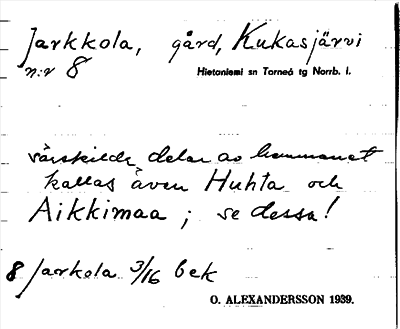 Jarkkola, gård, Kukasjärvi
n:r 8 Hietaniemi sn Torneå tg Norrb. l.
särskilda delar av hemmanet
kallas även Huhta och
Aikkimaa ; se dessa!
8 Jarkola 3/16 bek
O. ALEXANDERSSON 1939.